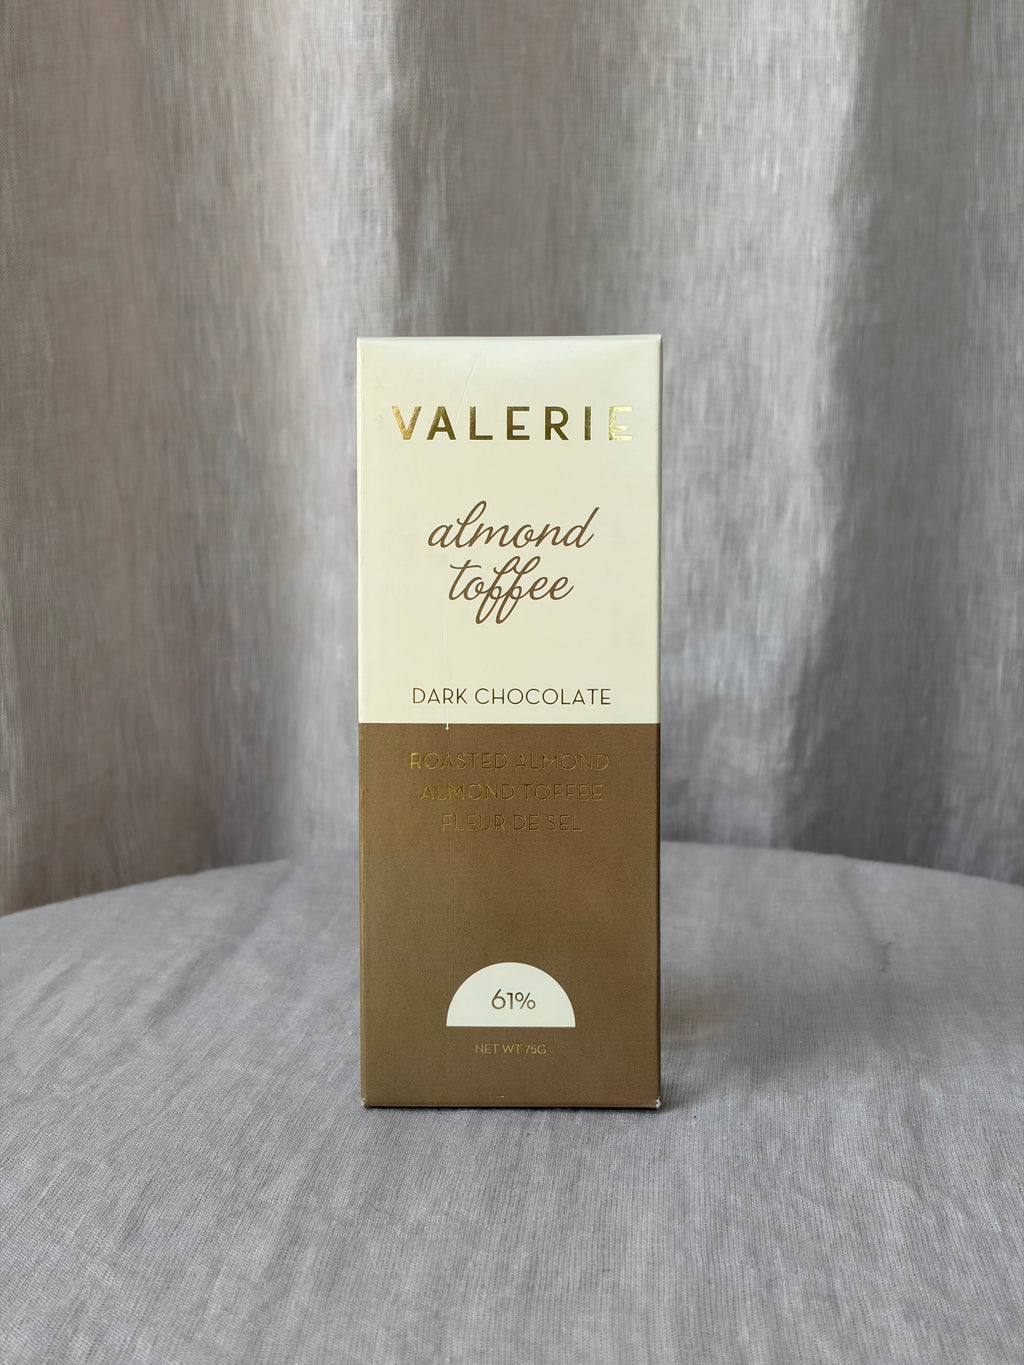 VALERIE
almond
toffee
DARK CHOCOLATE
ROASTED ALMOND
ALMOND TOFFEE
FLEUR DE SEL
61%
NET WT 75G